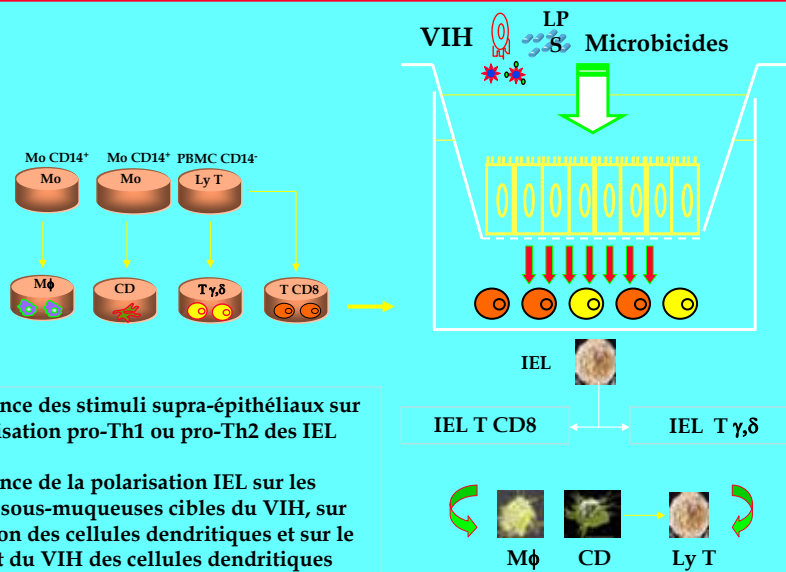 VIH
LP
S
Microbicides
Mo CD14⁺ Mo CD14⁺ PBMC CD14⁻
Mo Mo Ly T
Mϕ CD T γ,δ T CD8
IEL
IEL T CD8 IEL T γ,δ
nce des stimuli supra-épithéliaux sur
isation pro-Th1 ou pro-Th2 des IEL
nce de la polarisation IEL sur les
sous-muqueuses cibles du VIH, sur
on des cellules dendritiques et sur le
t du VIH des cellules dendritiques
Mϕ CD Ly T